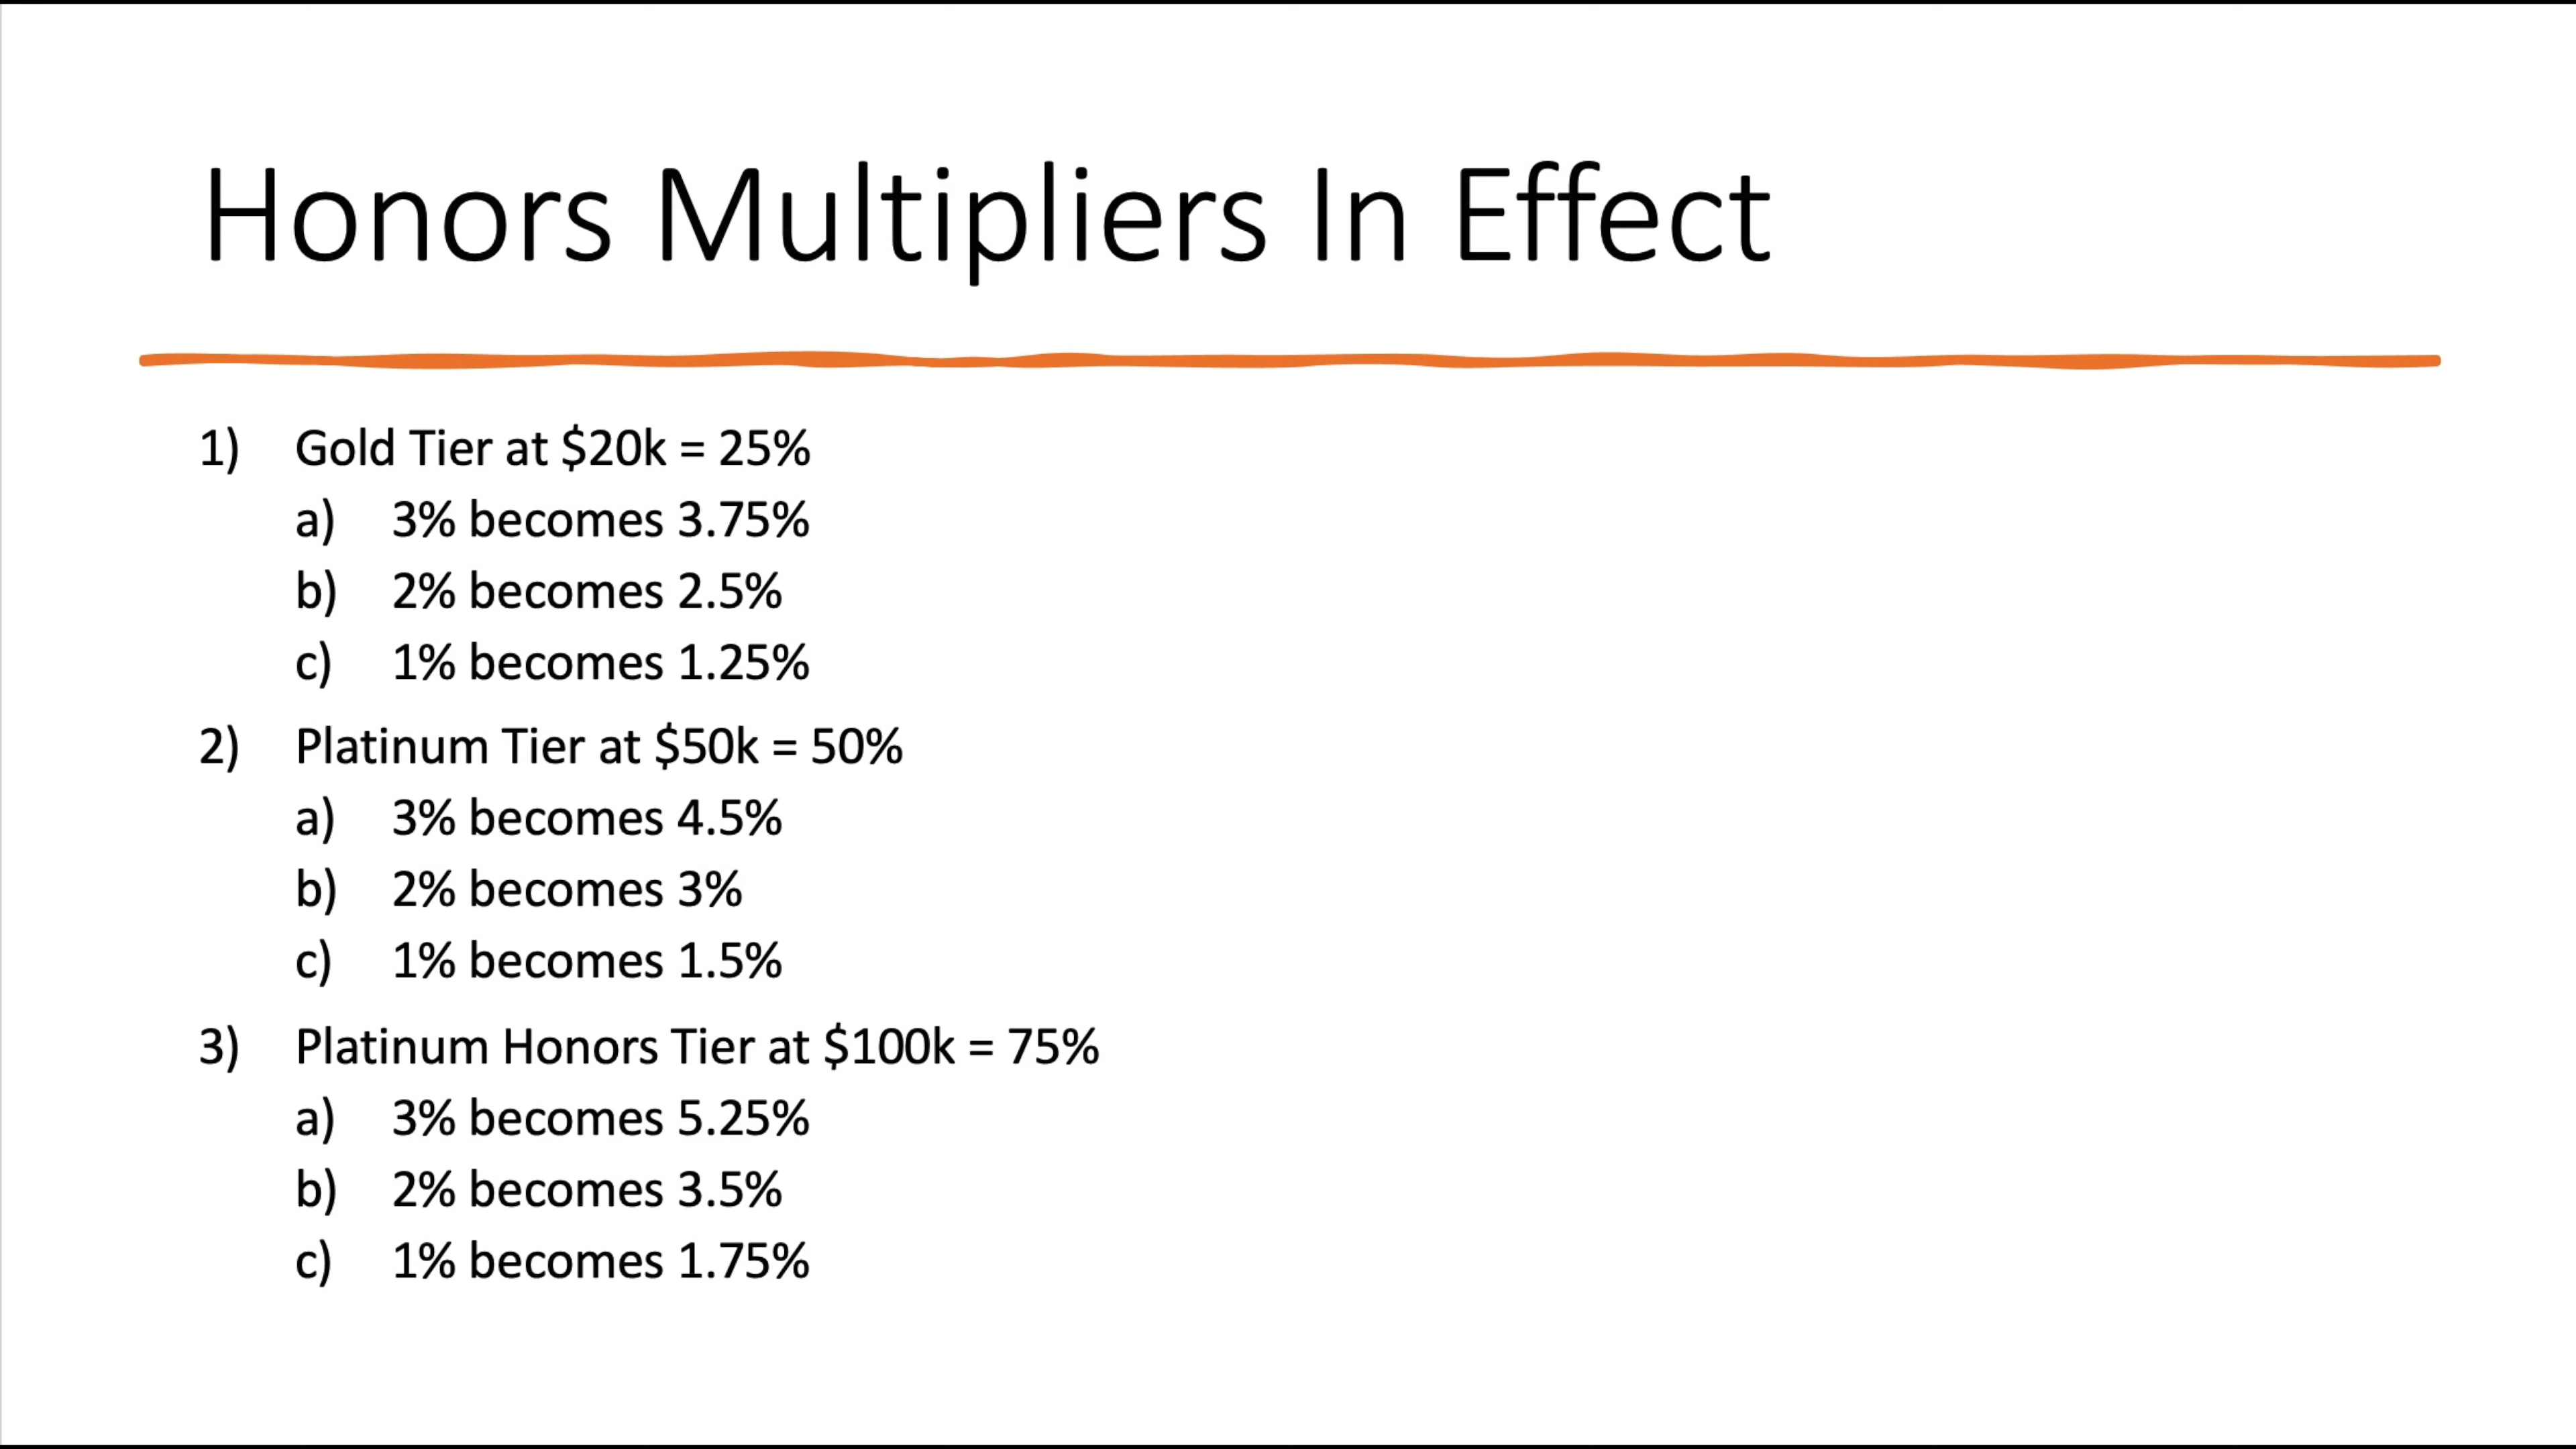 Honors Multipliers In Effect
1) Gold Tier at $20k = 25%
a) 3% becomes 3.75%
b) 2% becomes 2.5%
c) 1% becomes 1.25%
2) Platinum Tier at $50k = 50%
a) 3% becomes 4.5%
b) 2% becomes 3%
c) 1% becomes 1.5%
3) Platinum Honors Tier at $100k = 75%
a) 3% becomes 5.25%
b) 2% becomes 3.5%
c) 1% becomes 1.75%